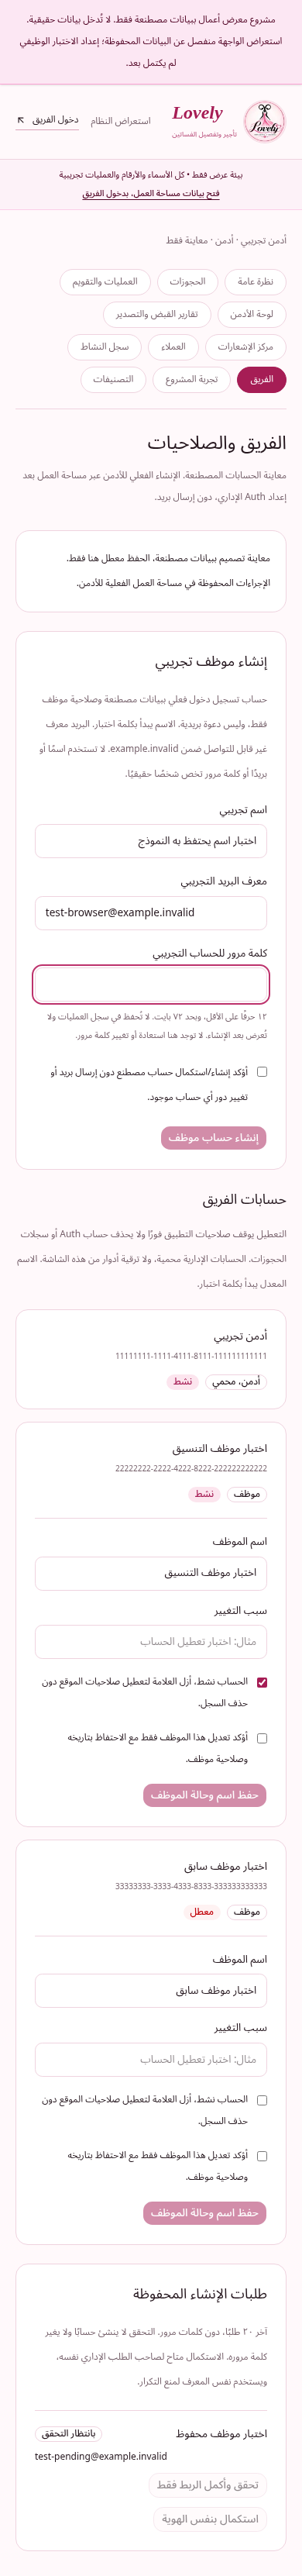 مشروع معرض أعمال ببيانات مصطنعة فقط. لا تُدخل بيانات حقيقية.
استعراض الواجهة منفصل عن البيانات المحفوظة؛ إعداد الاختبار الوظيفي
لم يكتمل بعد.
Lovely
Lovely
تأجير وتفصيل الفساتين
استعراض النظام
دخول الفريق
بيئة عرض فقط • كل الأسماء والأرقام والعمليات تجريبية
فتح بيانات مساحة العمل، بدخول الفريق
أدمن تجريبي · أدمن · معاينة فقط
نظرة عامة
الحجوزات
العمليات والتقويم
لوحة الأدمن
تقارير القبض والتصدير
مركز الإشعارات
العملاء
سجل النشاط
الفريق
تجربة المشروع
التصنيفات
الفريق والصلاحيات
معاينة الحسابات المصطنعة. الإنشاء الفعلي للأدمن عبر مساحة العمل بعد
إعداد Auth الإداري، دون إرسال بريد.
معاينة تصميم ببيانات مصطنعة، الحفظ معطل هنا فقط.
الإجراءات المحفوظة في مساحة العمل الفعلية للأدمن.
إنشاء موظف تجريبي
حساب تسجيل دخول فعلي ببيانات مصطنعة وصلاحية موظف
فقط، وليس دعوة بريدية. الاسم يبدأ بكلمة اختبار. البريد معرف
غير قابل للتواصل ضمن example.invalid. لا تستخدم اسمًا أو
بريدًا أو كلمة مرور تخص شخصًا حقيقيًا.
اسم تجريبي
اختبار اسم يحتفظ به النموذج
معرف البريد التجريبي
test-browser@example.invalid
كلمة مرور للحساب التجريبي
١٢ حرفًا على الأقل، وبحد ٧٢ بايت. لا تُحفظ في سجل العمليات ولا
تُعرض بعد الإنشاء. لا توجد هنا استعادة أو تغيير كلمة مرور.
أؤكد إنشاء/استكمال حساب مصطنع دون إرسال بريد أو
تغيير دور أي حساب موجود.
إنشاء حساب موظف
حسابات الفريق
التعطيل يوقف صلاحيات التطبيق فورًا ولا يحذف حساب Auth أو سجلات
الحجوزات. الحسابات الإدارية محمية، ولا ترقية أدوار من هذه الشاشة. الاسم
المعدل يبدأ بكلمة اختبار.
أدمن تجريبي
11111111-1111-4111-8111-111111111111
أدمن، محمي
نشط
اختبار موظف التنسيق
22222222-2222-4222-8222-222222222222
موظف
نشط
اسم الموظف
اختبار موظف التنسيق
سبب التغيير
مثال: اختبار تعطيل الحساب
الحساب نشط، أزل العلامة لتعطيل صلاحيات الموقع دون
حذف السجل.
أؤكد تعديل هذا الموظف فقط مع الاحتفاظ بتاريخه
وصلاحية موظف.
حفظ اسم وحالة الموظف
اختبار موظف سابق
33333333-3333-4333-8333-333333333333
موظف
معطل
اسم الموظف
اختبار موظف سابق
سبب التغيير
مثال: اختبار تعطيل الحساب
الحساب نشط، أزل العلامة لتعطيل صلاحيات الموقع دون
حذف السجل.
أؤكد تعديل هذا الموظف فقط مع الاحتفاظ بتاريخه
وصلاحية موظف.
حفظ اسم وحالة الموظف
طلبات الإنشاء المحفوظة
آخر ٢٠ طلبًا، دون كلمات مرور. التحقق لا ينشئ حسابًا ولا يغير
كلمة مروره. الاستكمال متاح لصاحب الطلب الإداري نفسه،
ويستخدم نفس المعرف لمنع التكرار.
اختبار موظف محفوظ
بانتظار التحقق
test-pending@example.invalid
تحقق وأكمل الربط فقط
استكمال بنفس الهوية